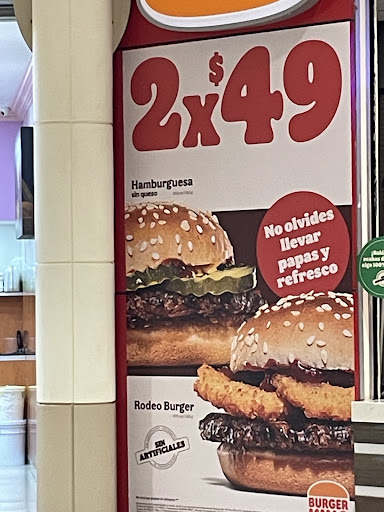 2x$49
Hamburguesa
sin queso
No olvides
llevar
papas y
refresco
Rodeo Burger
SIN
ARTIFICIALES
BURGER